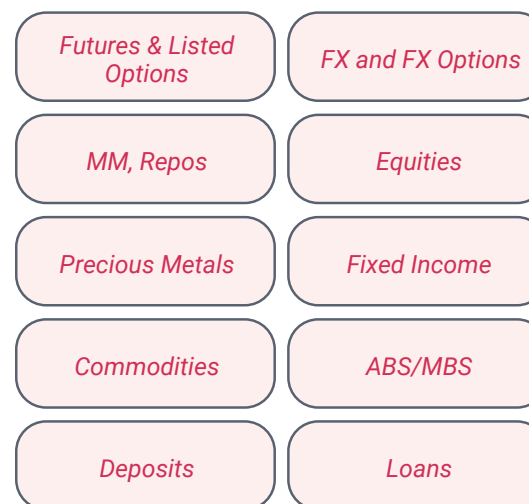 Futures & Listed
Options
FX and FX Options
MM, Repos
Equities
Precious Metals
Fixed Income
Commodities
ABS/MBS
Deposits
Loans